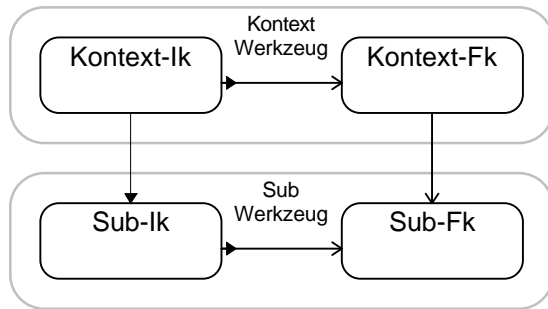 Kontext
Werkzeug
Kontext-Ik
Kontext-Fk
Sub
Werkzeug
Sub-Ik
Sub-Fk